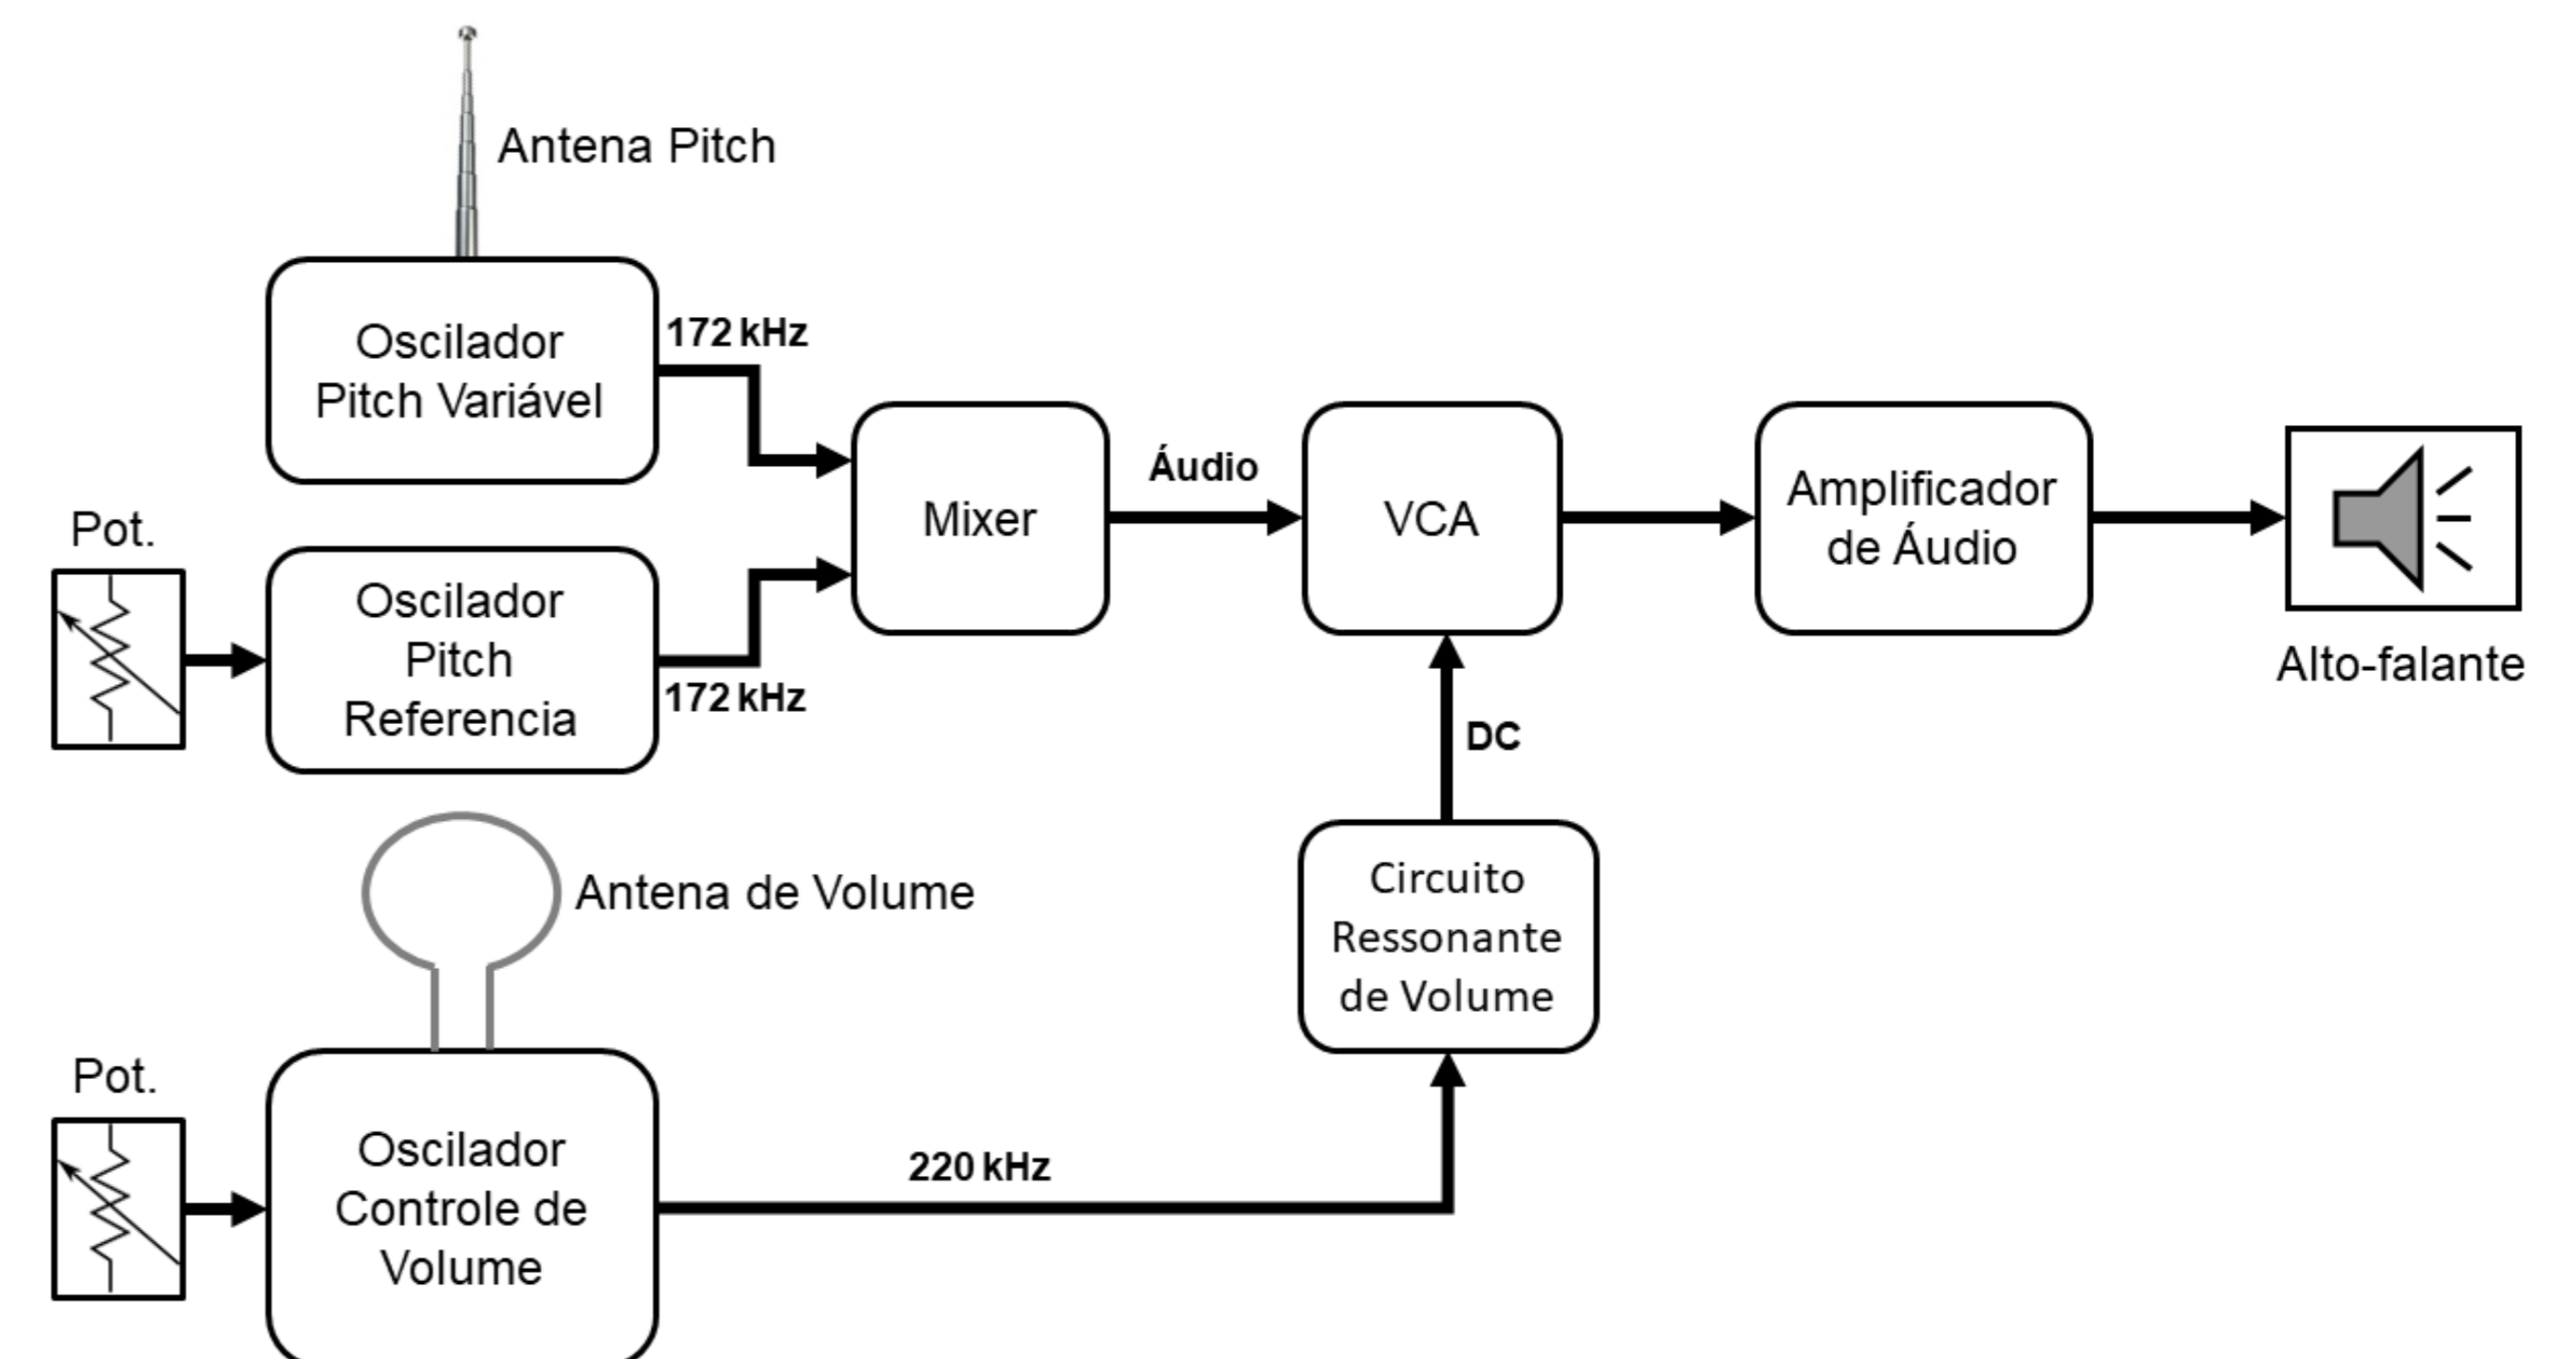 Antena Pitch
Oscilador
Pitch Variável
172 kHz
Pot.
Oscilador
Pitch
Referencia
172 kHz
Mixer
Áudio
VCA
Amplificador
de Áudio
Alto-falante
DC
Circuito
Ressonante
de Volume
Antena de Volume
Pot.
Oscilador
Controle de
Volume
220 kHz